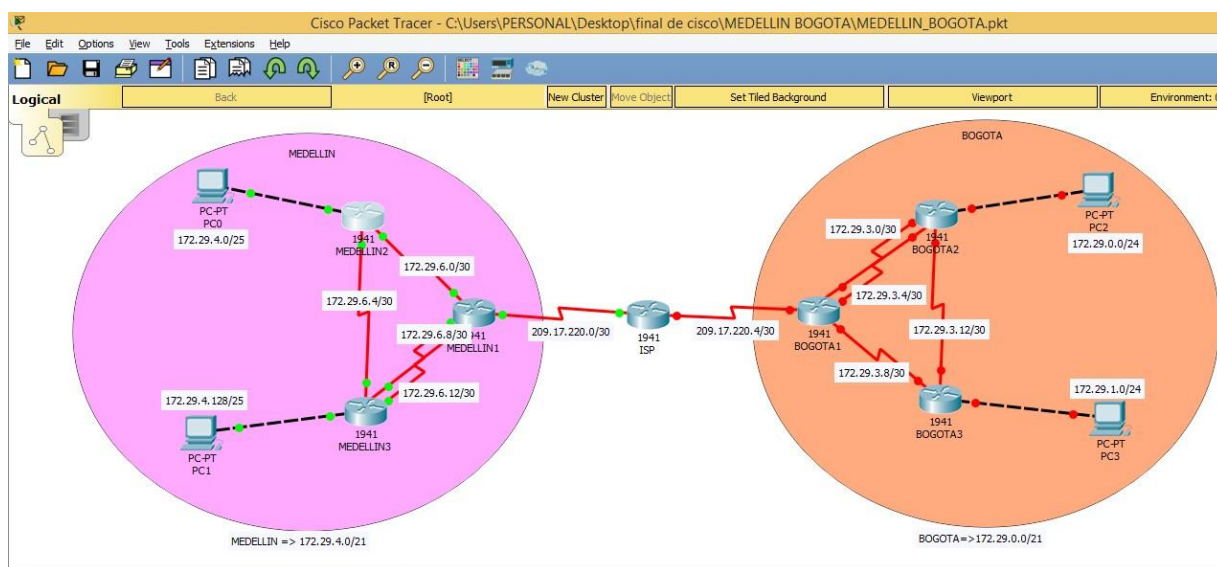 Cisco Packet Tracer - C:\Users\PERSONAL\Desktop\final de cisco\MEDELLIN BOGOTA\MEDELLIN_BOGOTA.pkt
File Edit Options View Tools Extensions Help
Logical Back [Root] New Cluster Move Object Set Tiled Background Viewport Environment:
MEDELLIN
PC-PT
PC0
172.29.4.0/25
1941
MEDELLIN2
172.29.6.0/30
172.29.6.4/30
172.29.6.8/30
1941
MEDELLIN1
172.29.6.12/30
172.29.4.128/25
PC-PT
PC1
1941
MEDELLIN3
MEDELLIN => 172.29.4.0/21
209.17.220.0/30
1941
ISP
209.17.220.4/30
BOGOTA
172.29.3.0/30
1941
BOGOTA2
PC-PT
PC2
172.29.0.0/24
172.29.3.4/30
1941
BOGOTA1
172.29.3.12/30
172.29.3.8/30
172.29.1.0/24
1941
BOGOTA3
PC-PT
PC3
BOGOTA=>172.29.0.0/21